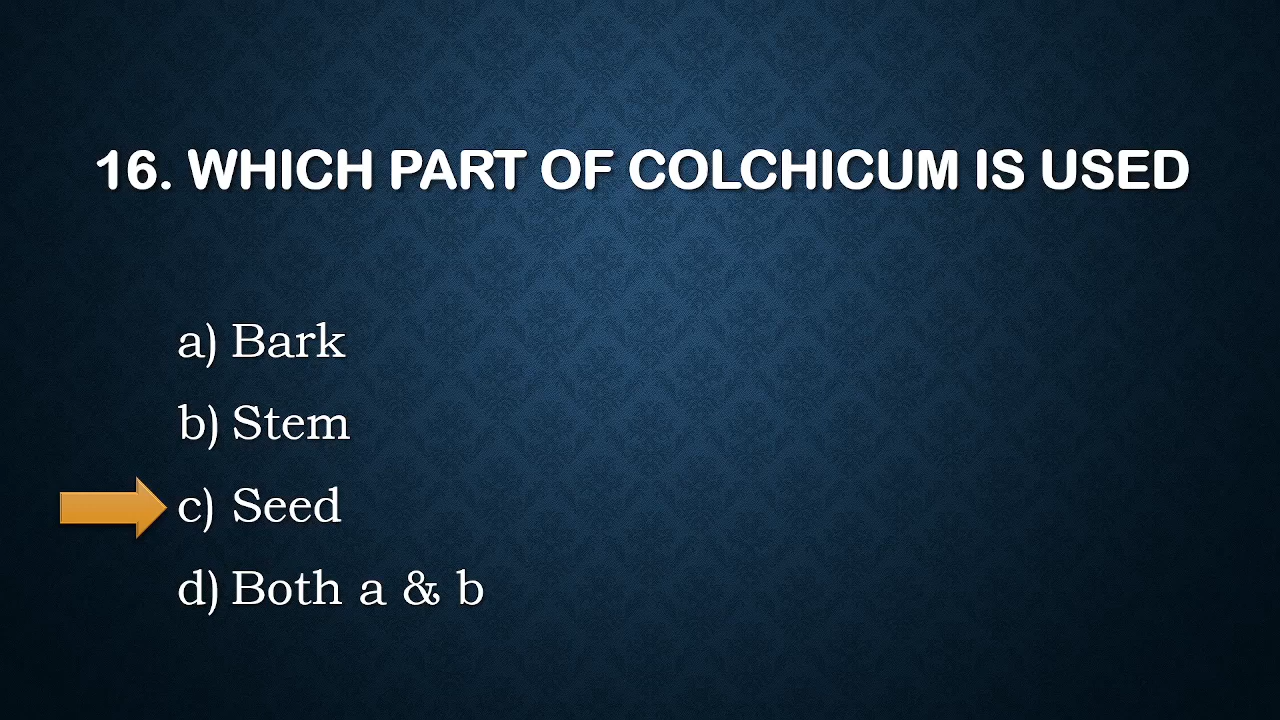 16. WHICH PART OF COLCHICUM IS USED
a) Bark
b) Stem
c) Seed
d) Both a & b